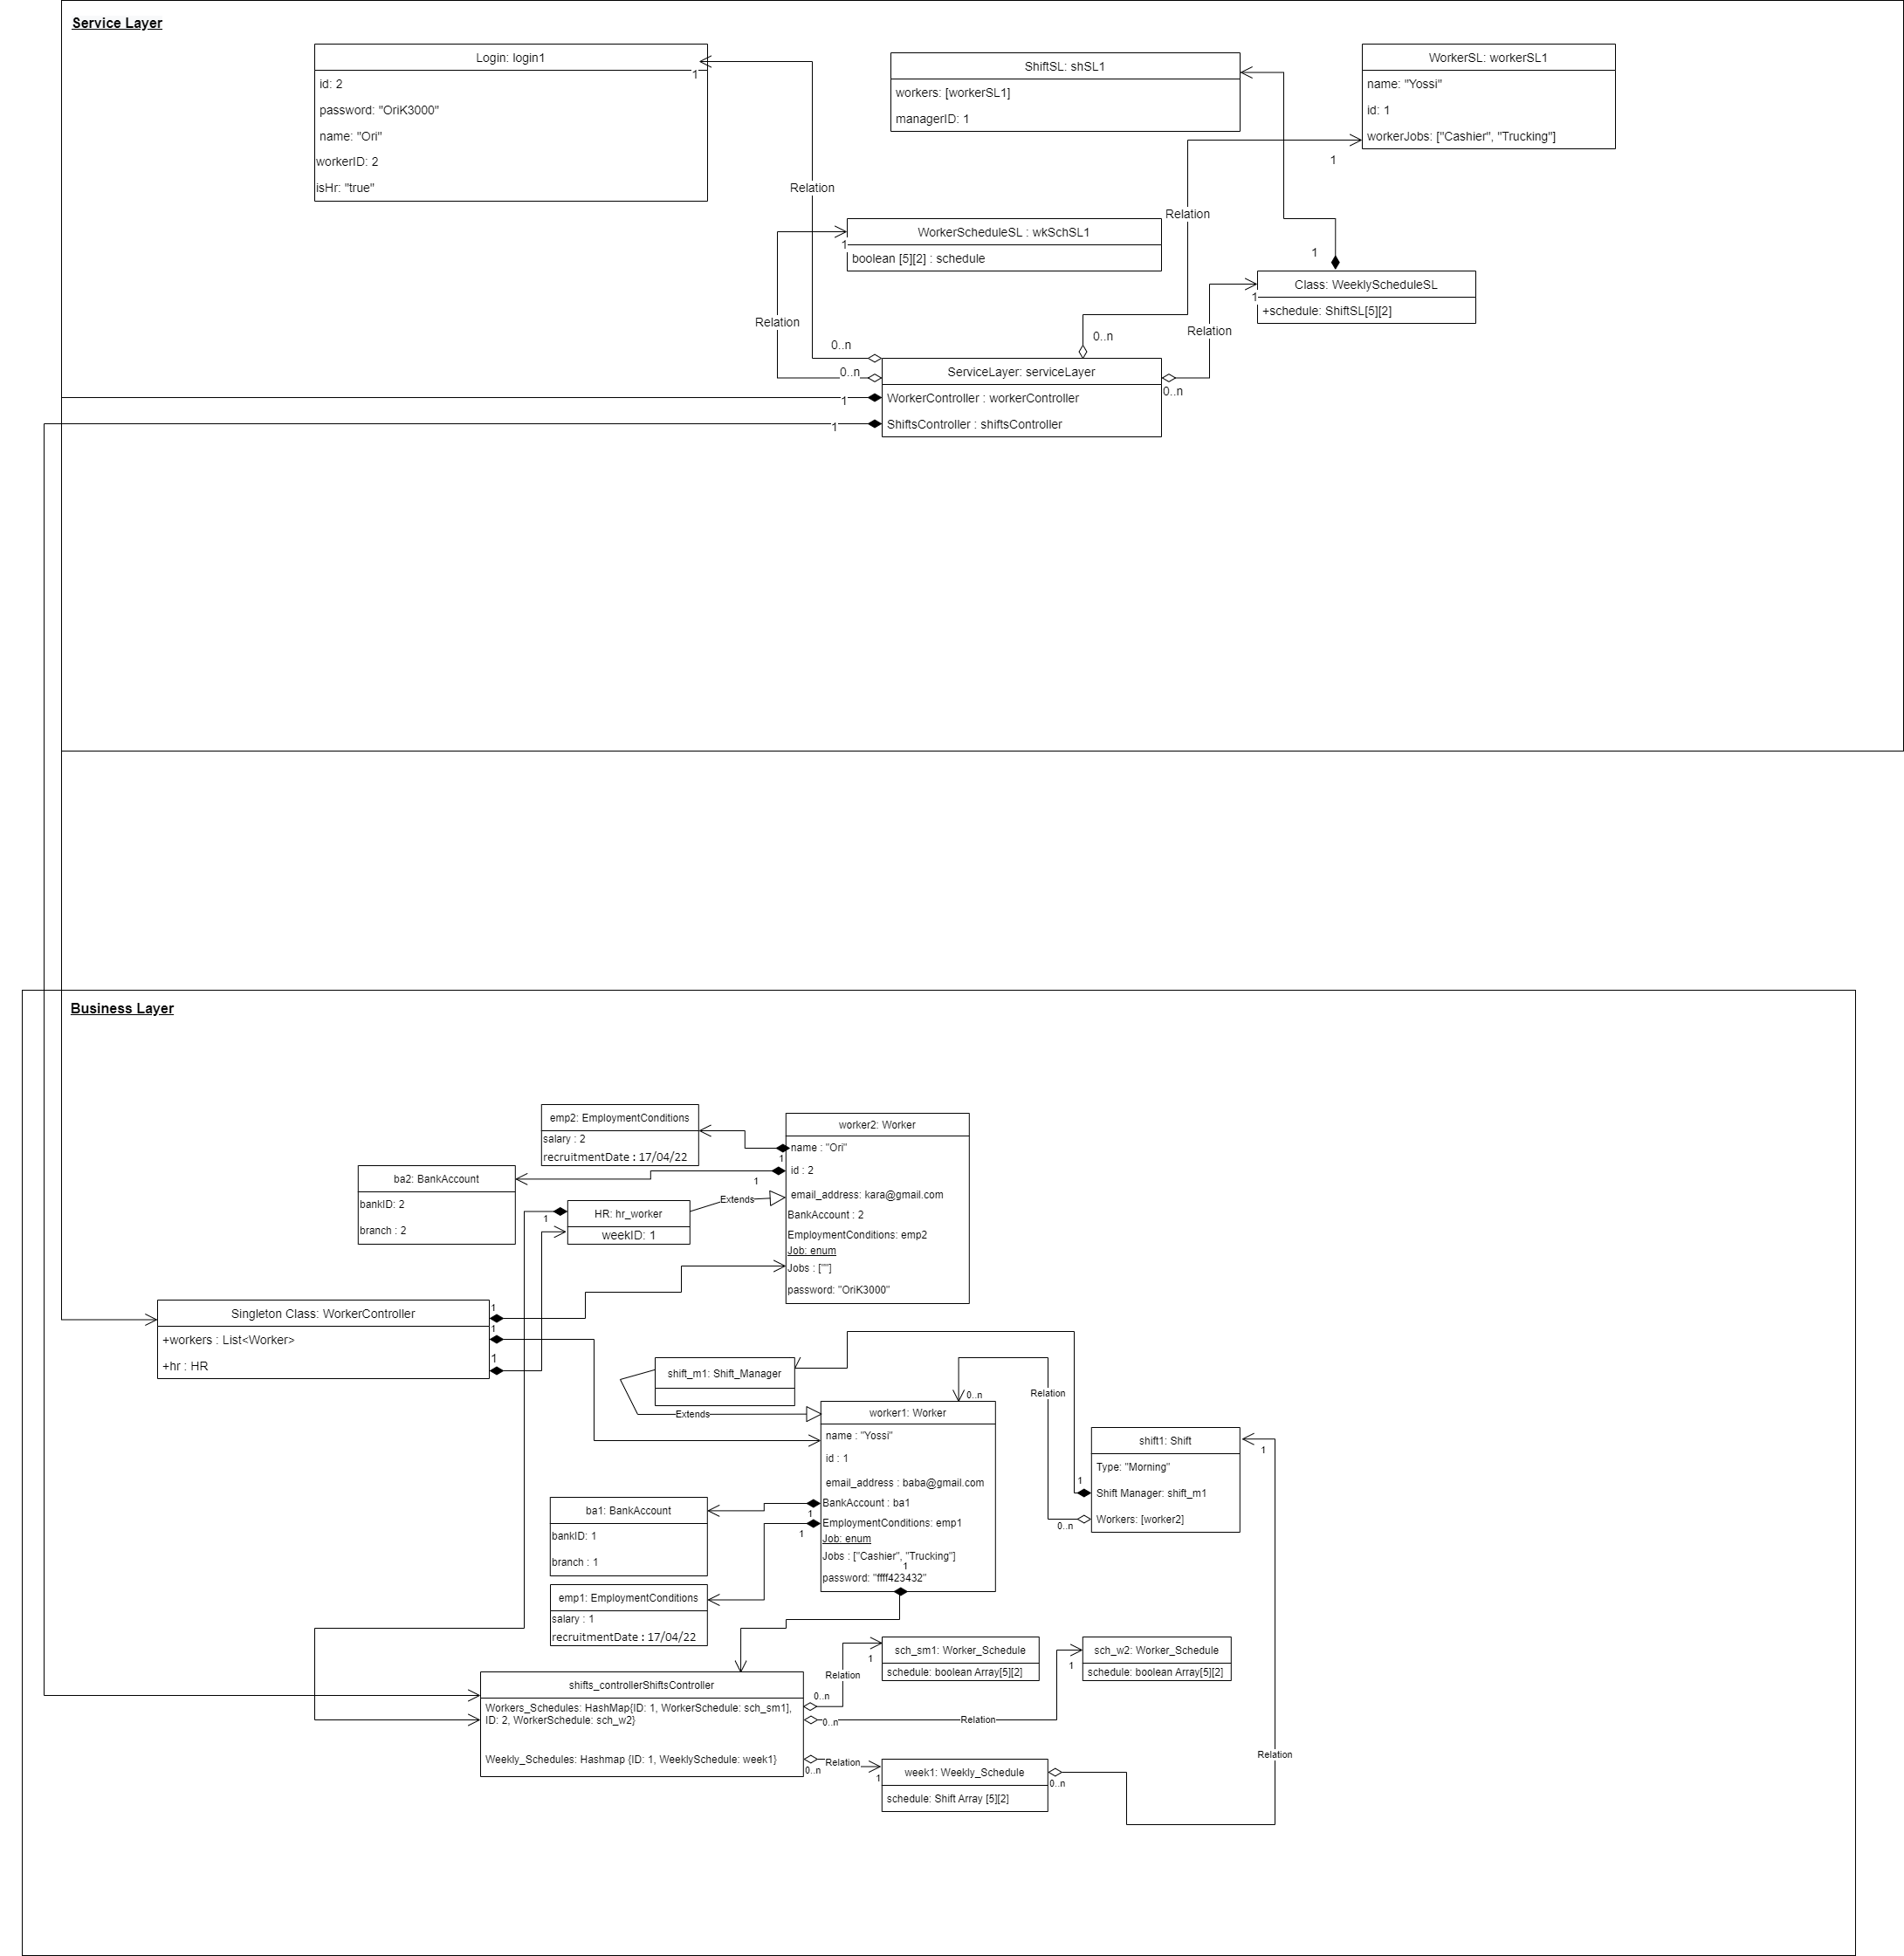 Service Layer
Login: login1
id: 2
password: "OriK3000"
name: "Ori"
workerID: 2
isHr: "true"
1
ShiftSL: shSL1
workers: [workerSL1]
managerID: 1
WorkerSL: workerSL1
name: "Yossi"
id: 1
workerJobs: ["Cashier", "Trucking"]
1
Relation
Relation
WorkerScheduleSL : wkSchSL1
boolean [5][2] : schedule
1
1
Class: WeeklyScheduleSL
+schedule: ShiftSL[5][2]
1
Relation
Relation
0..n
0..n
0..n
0..n
ServiceLayer: serviceLayer
WorkerController : workerController
ShiftsController : shiftsController
1
1
Business Layer
emp2: EmploymentConditions
salary : 2
recruitmentDate : 17/04/22
worker2: Worker
name : "Ori"
id : 2
email_address: kara@gmail.com
BankAccount : 2
EmploymentConditions: emp2
Job: enum
Jobs : [""]
password: "OriK3000"
1
1
ba2: BankAccount
bankID: 2
branch : 2
HR: hr_worker
weekID: 1
1
Extends
Singleton Class: WorkerController
+workers : List<Worker>
+hr : HR
1
1
1
shift_m1: Shift_Manager
Extends
0..n
Relation
worker1: Worker
name : "Yossi"
id : 1
email_address : baba@gmail.com
BankAccount : ba1
EmploymentConditions: emp1
Job: enum
Jobs : ["Cashier", "Trucking"]
1
password: "ffff423432"
shift1: Shift
Type: "Morning"
Shift Manager: shift_m1
Workers: [worker2]
1
1
0..n
ba1: BankAccount
bankID: 1
branch : 1
1
1
emp1: EmploymentConditions
salary : 1
recruitmentDate : 17/04/22
sch_sm1: Worker_Schedule
schedule: boolean Array[5][2]
sch_w2: Worker_Schedule
schedule: boolean Array[5][2]
1
1
Relation
0..n
shifts_controllerShiftsController
Workers_Schedules: HashMap{ID: 1, WorkerSchedule: sch_sm1],
ID: 2, WorkerSchedule: sch_w2}
Weekly_Schedules: Hashmap {ID: 1, WeeklySchedule: week1}
0..n
Relation
Relation
Relation
0..n
1
week1: Weekly_Schedule
schedule: Shift Array [5][2]
0..n